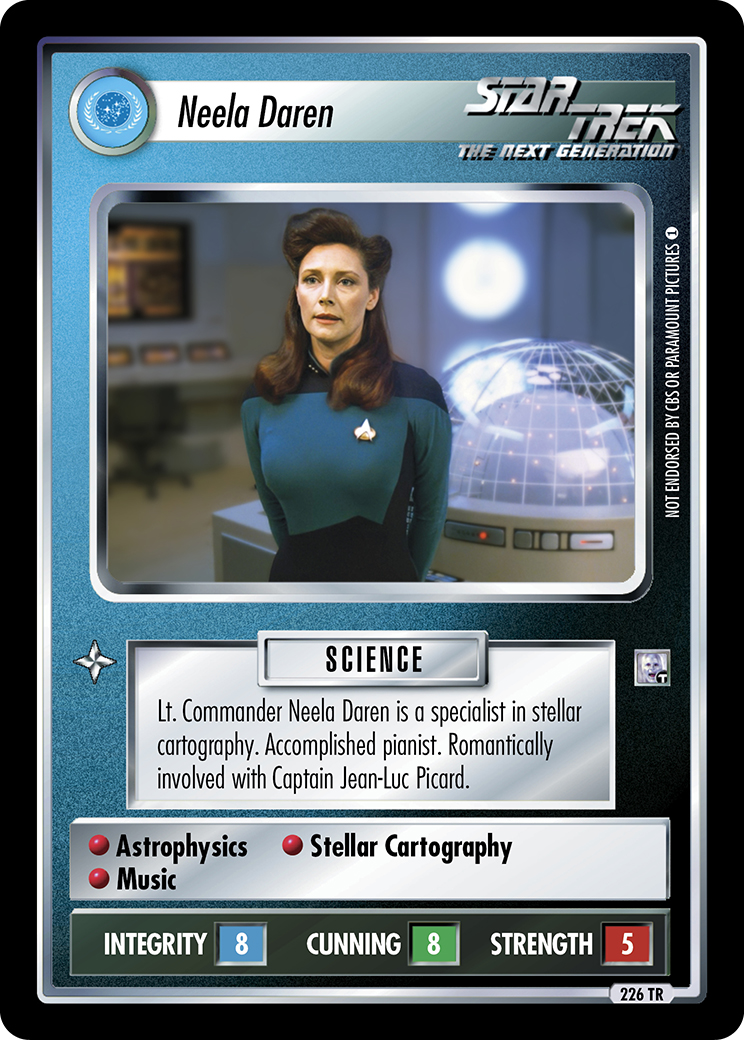 Neela Daren
STAR TREK
THE NEXT GENERATION
NOT ENDORSED BY CBS OR PARAMOUNT PICTURES 1
SCIENCE
Lt. Commander Neela Daren is a specialist in stellar
cartography. Accomplished pianist. Romantically
involved with Captain Jean-Luc Picard.
T
Astrophysics Stellar Cartography
Music
INTEGRITY 8 CUNNING 8 STRENGTH 5
226 TR